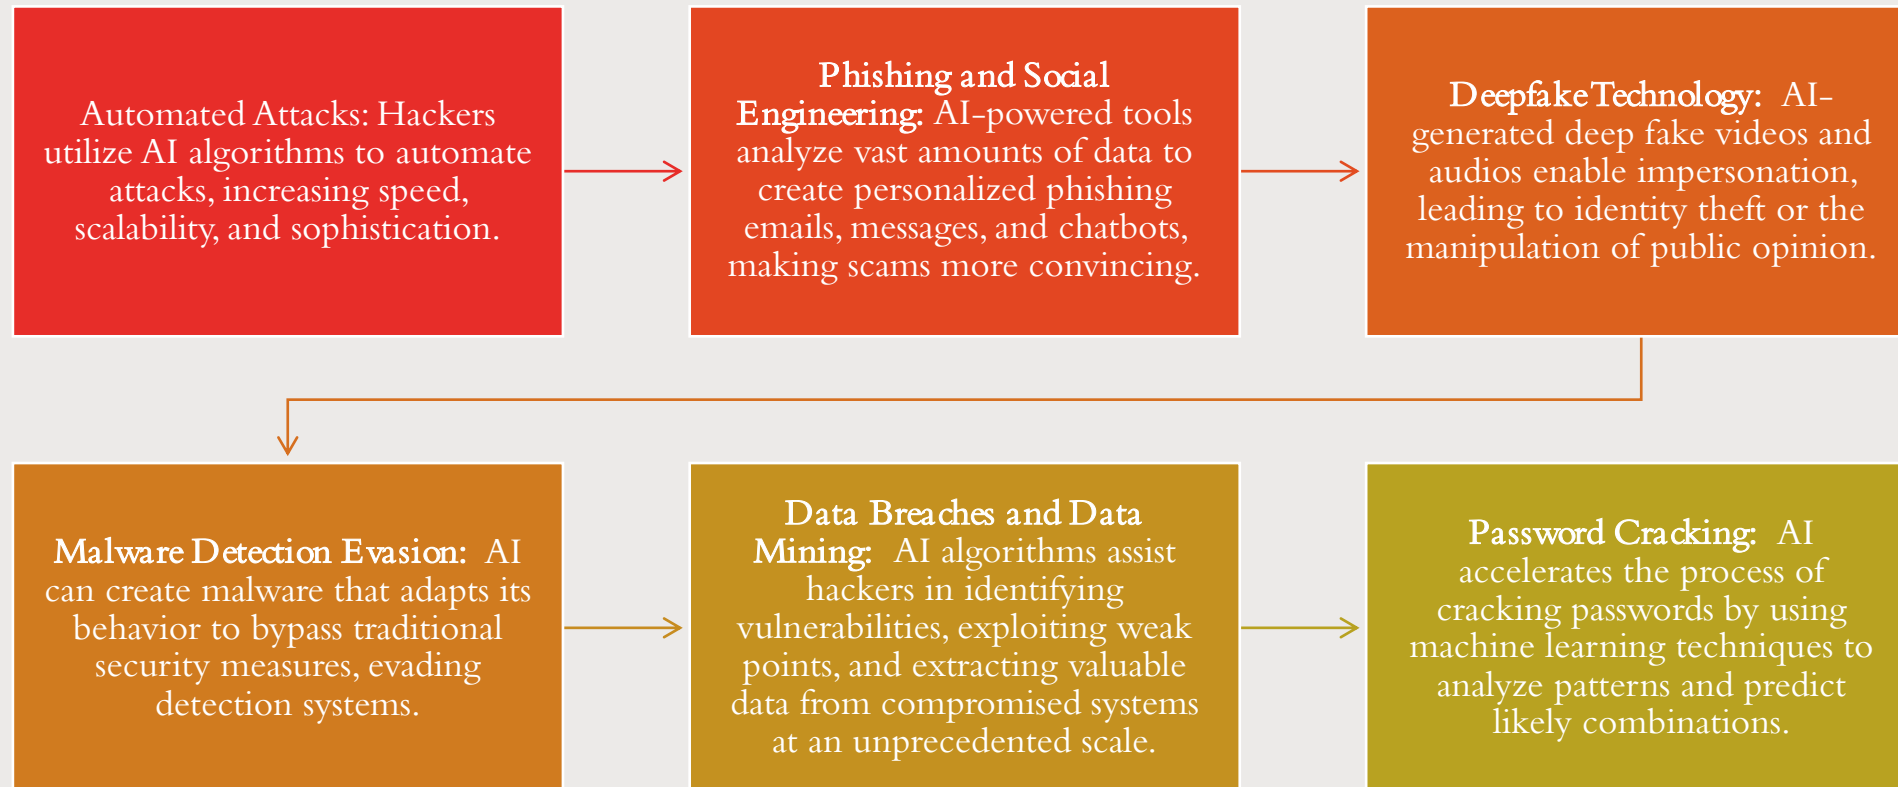 Automated Attacks: Hackers
utilize AI algorithms to automate
attacks, increasing speed,
scalability, and sophistication.
Phishing and Social
Engineering: AI-powered tools
analyze vast amounts of data to
create personalized phishing
emails, messages, and chatbots,
making scams more convincing.
Deepfake Technology: AI-
generated deep fake videos and
audios enable impersonation,
leading to identity theft or the
manipulation of public opinion.
Malware Detection Evasion: AI
can create malware that adapts its
behavior to bypass traditional
security measures, evading
detection systems.
Data Breaches and Data
Mining: AI algorithms assist
hackers in identifying
vulnerabilities, exploiting weak
points, and extracting valuable
data from compromised systems
at an unprecedented scale.
Password Cracking: AI
accelerates the process of
cracking passwords by using
machine learning techniques to
analyze patterns and predict
likely combinations.